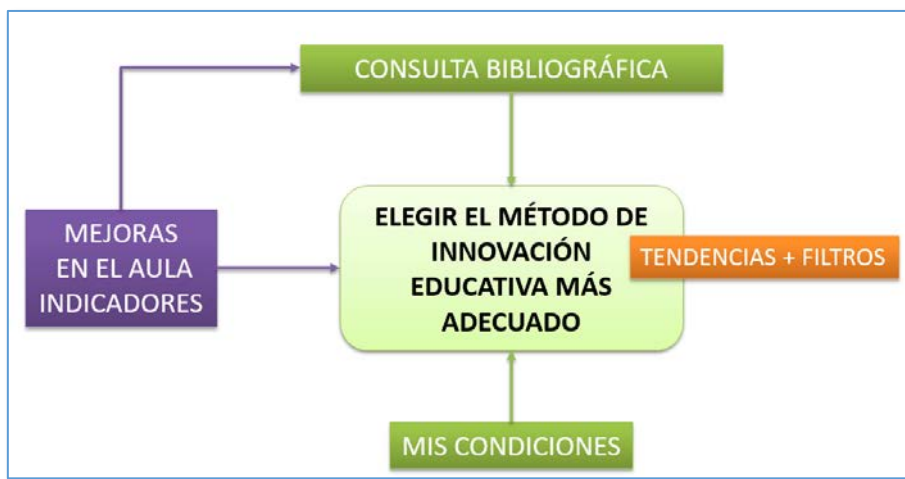 CONSULTA BIBLIOGRÁFICA
MEJORAS
EN EL AULA
INDICADORES
ELEGIR EL MÉTODO DE
INNOVACIÓN
EDUCATIVA MÁS
ADECUADO
TENDENCIAS + FILTROS
MIS CONDICIONES